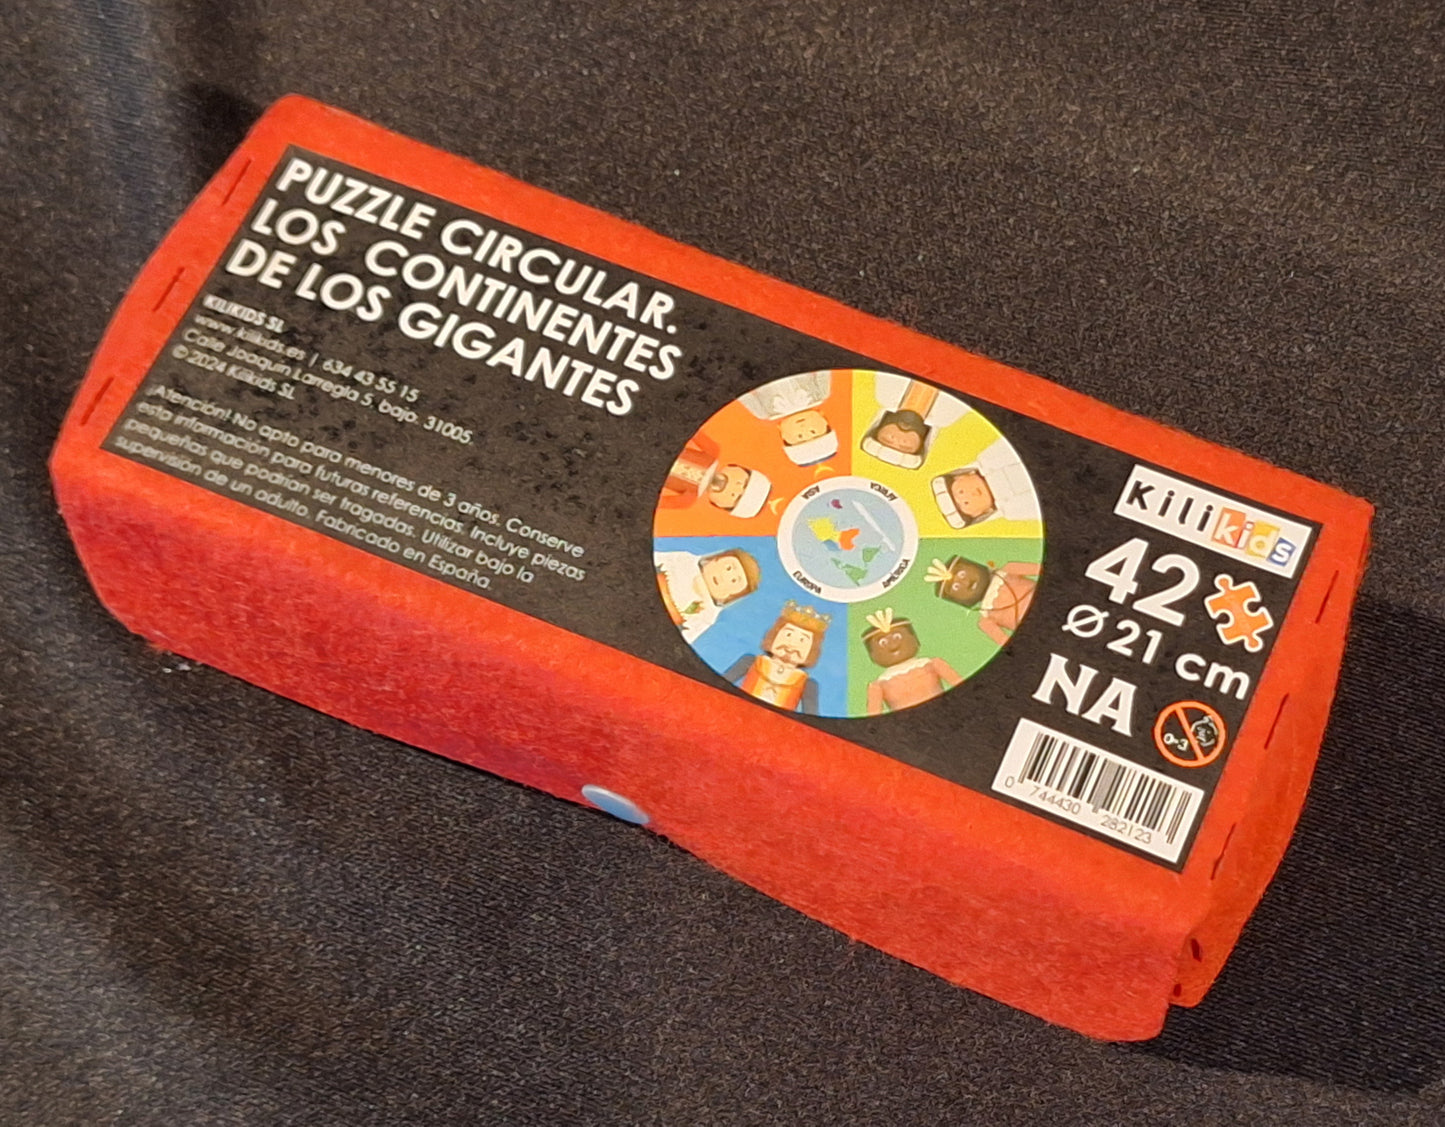 PUZZLE CIRCULAR.
LOS CONTINENTES
DE LOS GIGANTES
KILIKIDS SL
www.kilikids.es | 634 43 55 15
Calle Joaquin Larregla 5, bajo. 31005.
© 2024 Kilikids SL
¡Atención! No apto para menores de 3 años. Conserve
esta información para futuras referencias. Incluye piezas
pequeñas que podrían ser tragadas. Utilizar bajo la
supervisión de un adulto. Fabricado en España.
ASIA
ÁFRICA
EUROPA
AMÉRICA
kilikids
42
Ø 21 cm
NA
0-3
0 744430 282123